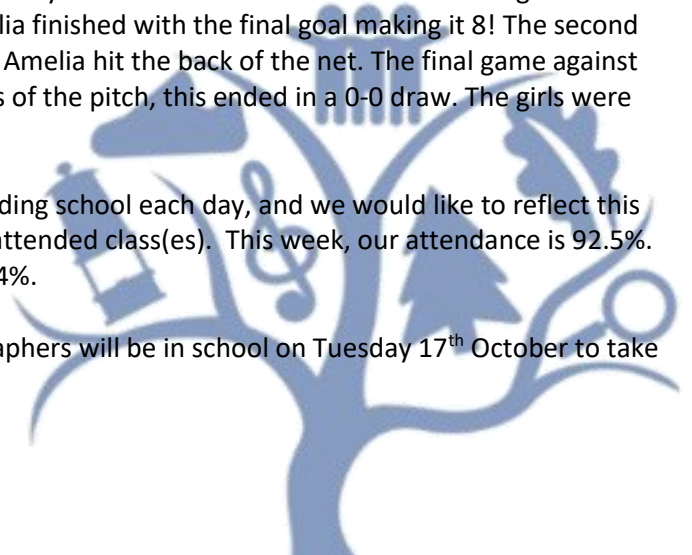 lia finished with the final goal making it 8! The second
Amelia hit the back of the net. The final game against
s of the pitch, this ended in a 0-0 draw. The girls were
ding school each day, and we would like to reflect this
attended class(es). This week, our attendance is 92.5%.
4%.
aphers will be in school on Tuesday 17th October to take